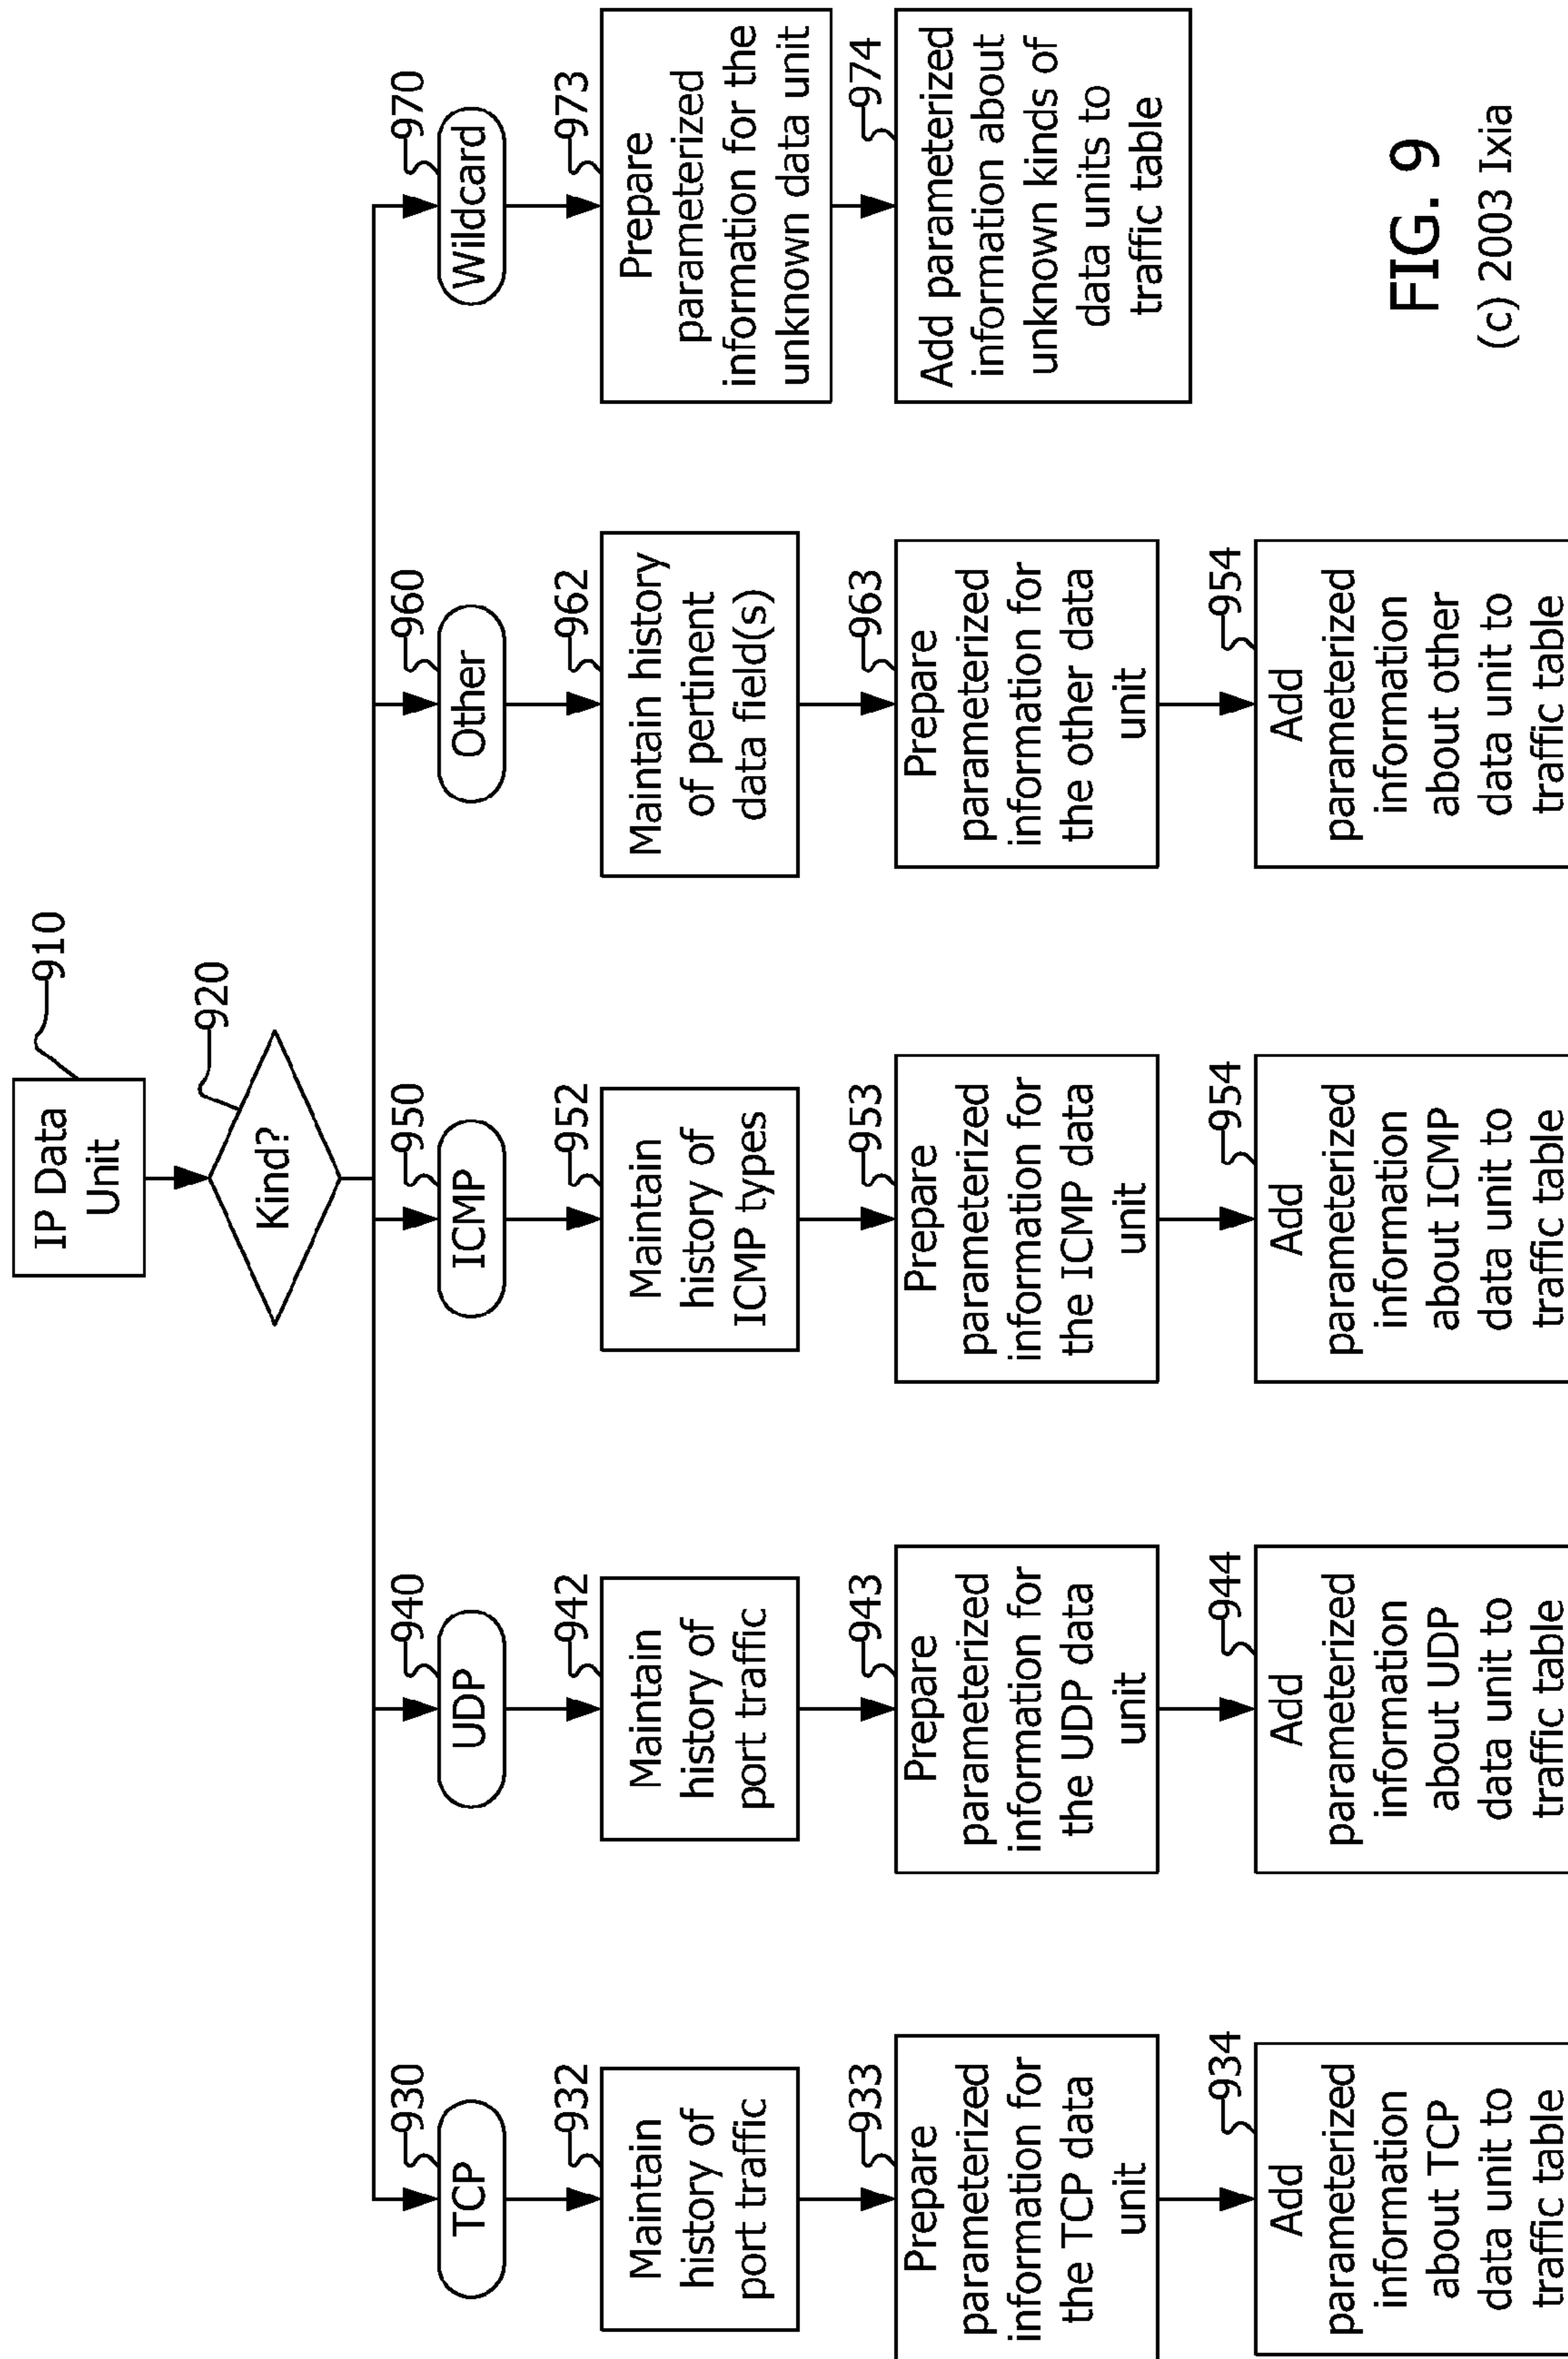 IP Data
Unit
910
Kind?
920
TCP
930
Maintain
history of
port traffic
932
Prepare
parameterized
information for
the TCP data
unit
933
Add
parameterized
information
about TCP
data unit to
traffic table
934
UDP
940
Maintain
history of
port traffic
942
Prepare
parameterized
information for
the UDP data
unit
943
Add
parameterized
information
about UDP
data unit to
traffic table
944
ICMP
950
Maintain
history of
ICMP types
952
Prepare
parameterized
information for
the ICMP data
unit
953
Add
parameterized
information
about ICMP
data unit to
traffic table
954
Other
960
Maintain history
of pertinent
data field(s)
962
Prepare
parameterized
information for
the other data
unit
963
Add
parameterized
information
about other
data unit to
traffic table
954
Wildcard
970
Prepare
parameterized
information for the
unknown data unit
973
Add parameterized
information about
unknown kinds of
data units to
traffic table
974
FIG. 9
(c) 2003 Ixia